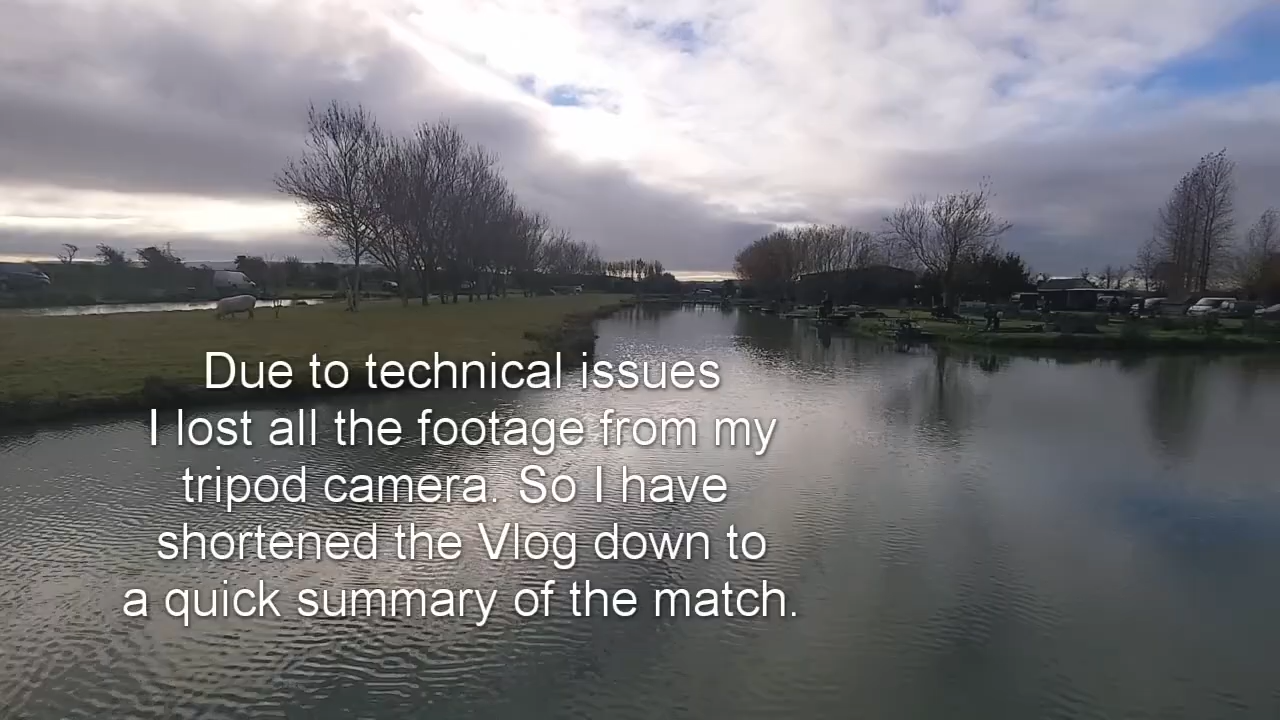 Due to technical issues
I lost all the footage from my
tripod camera. So I have
shortened the Vlog down to
a quick summary of the match.